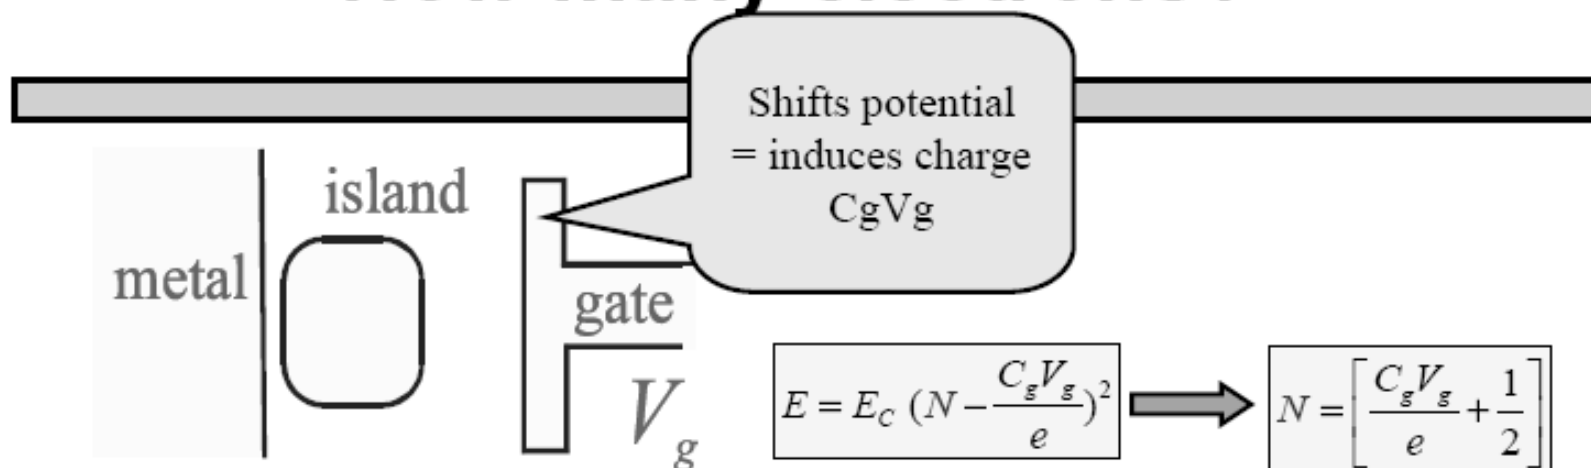 Shifts potential
= induces charge
CgVg
island
metal
gate
V_g
E = E_C (N - C_gV_g/e)^2
N = [C_gV_g/e + 1/2]